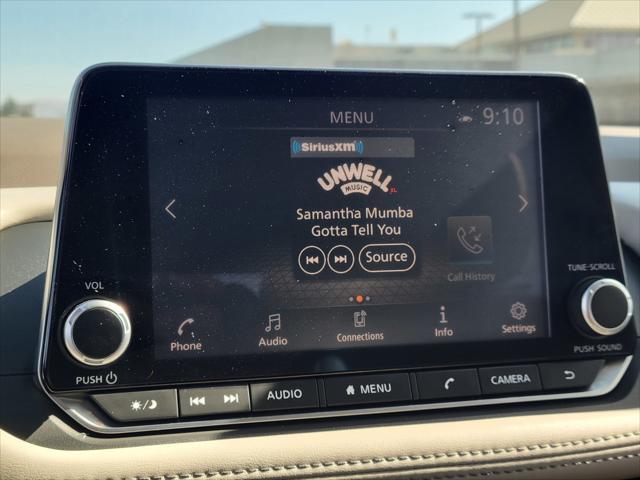 MENU
9:10
SiriusXM
UNWELL
MUSIC
XL
Samantha Mumba
Gotta Tell You
Source
Call History
VOL
PUSH
TUNE·SCROLL
PUSH SOUND
Phone
Audio
Connections
Info
Settings
AUDIO
MENU
CAMERA